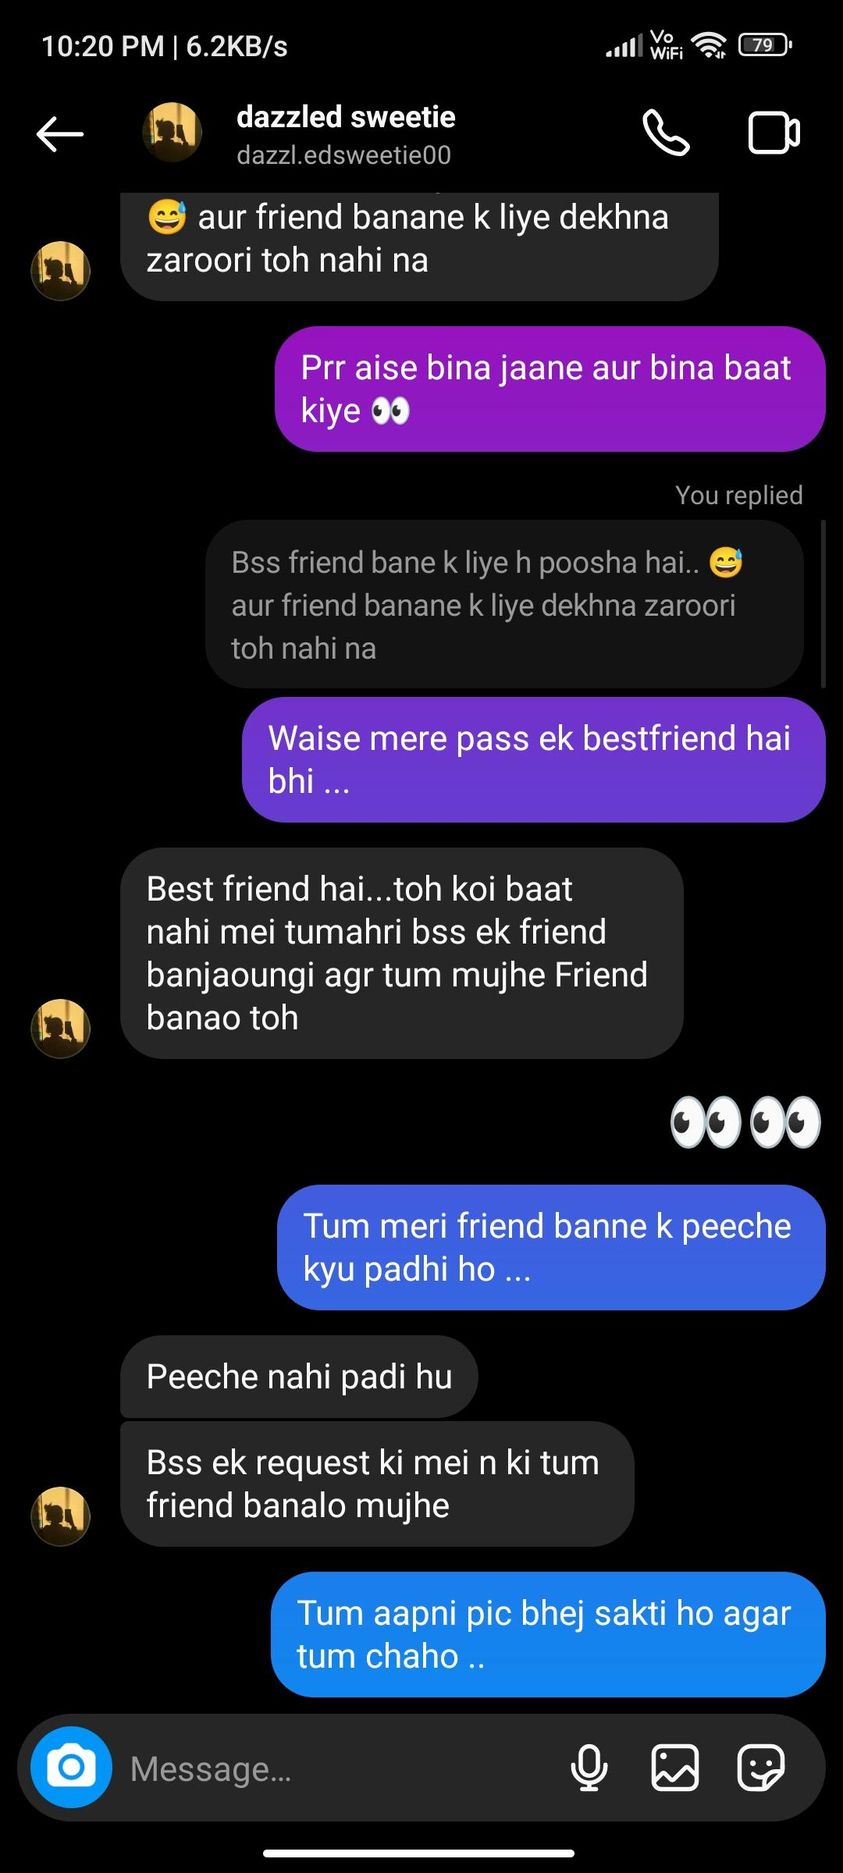 10:20 PM | 6.2KB/s
Vo
WiFi
79
dazzled sweetie
dazzl.edsweetie00
😅 aur friend banane k liye dekhna
zaroori toh nahi na
Prr aise bina jaane aur bina baat
kiye 👀
You replied
Bss friend bane k liye h poosha hai.. 😅
aur friend banane k liye dekhna zaroori
toh nahi na
Waise mere pass ek bestfriend hai
bhi ...
Best friend hai...toh koi baat
nahi mei tumahri bss ek friend
banjaoungi agr tum mujhe Friend
banao toh
👀👀
Tum meri friend banne k peeche
kyu padhi ho ...
Peeche nahi padi hu
Bss ek request ki mei n ki tum
friend banalo mujhe
Tum aapni pic bhej sakti ho agar
tum chaho ..
Message...